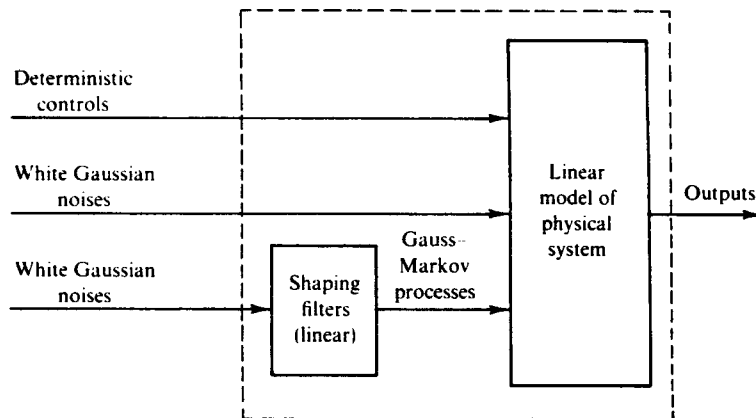 Deterministic
controls
White Gaussian
noises
White Gaussian
noises
Shaping
filters
(linear)
Gauss-
Markov
processes
Linear
model of
physical
system
Outputs